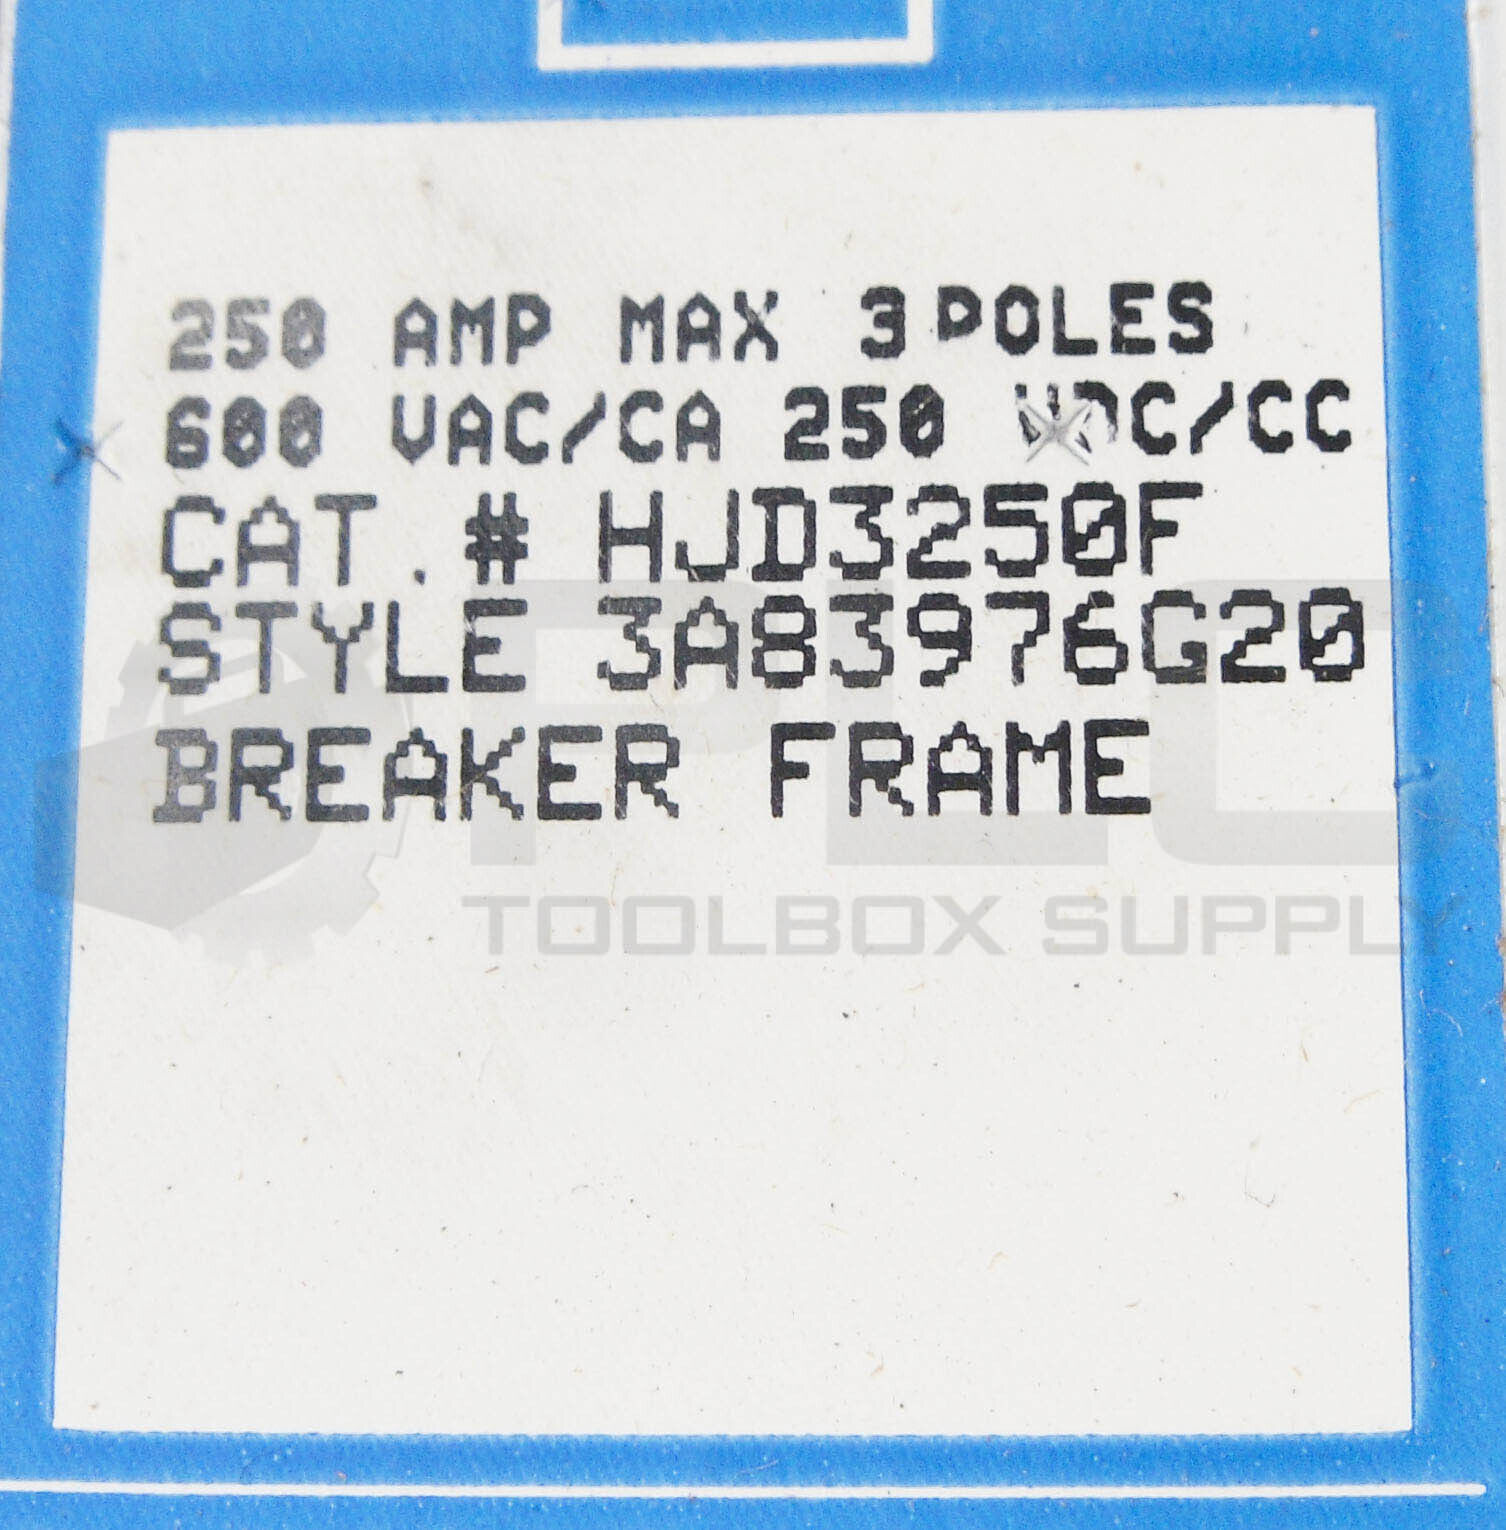 250 AMP MAX 3 POLES
600 VAC/CA 250 VDC/CC
CAT.# HJD3250F
STYLE 3A83976G20
BREAKER FRAME
PLC
TOOLBOX SUPPLY